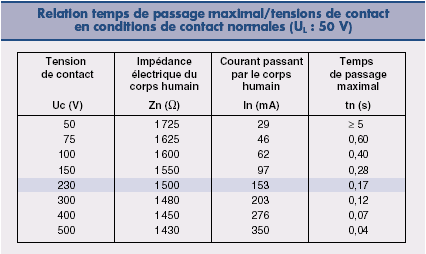 Relation temps de passage maximal/tensions de contact
en conditions de contact normales (UL : 50 V)
Tension Impédance Courant passant Temps
de contact électrique du par le corps de passage
corps humain humain maximal
Uc (V) Zn (Ω) In (mA) tn (s)
50 1 725 29 ≥ 5
75 1 625 46 0,60
100 1 600 62 0,40
150 1 550 97 0,28
230 1 500 153 0,17
300 1 480 203 0,12
400 1 450 276 0,07
500 1 430 350 0,04